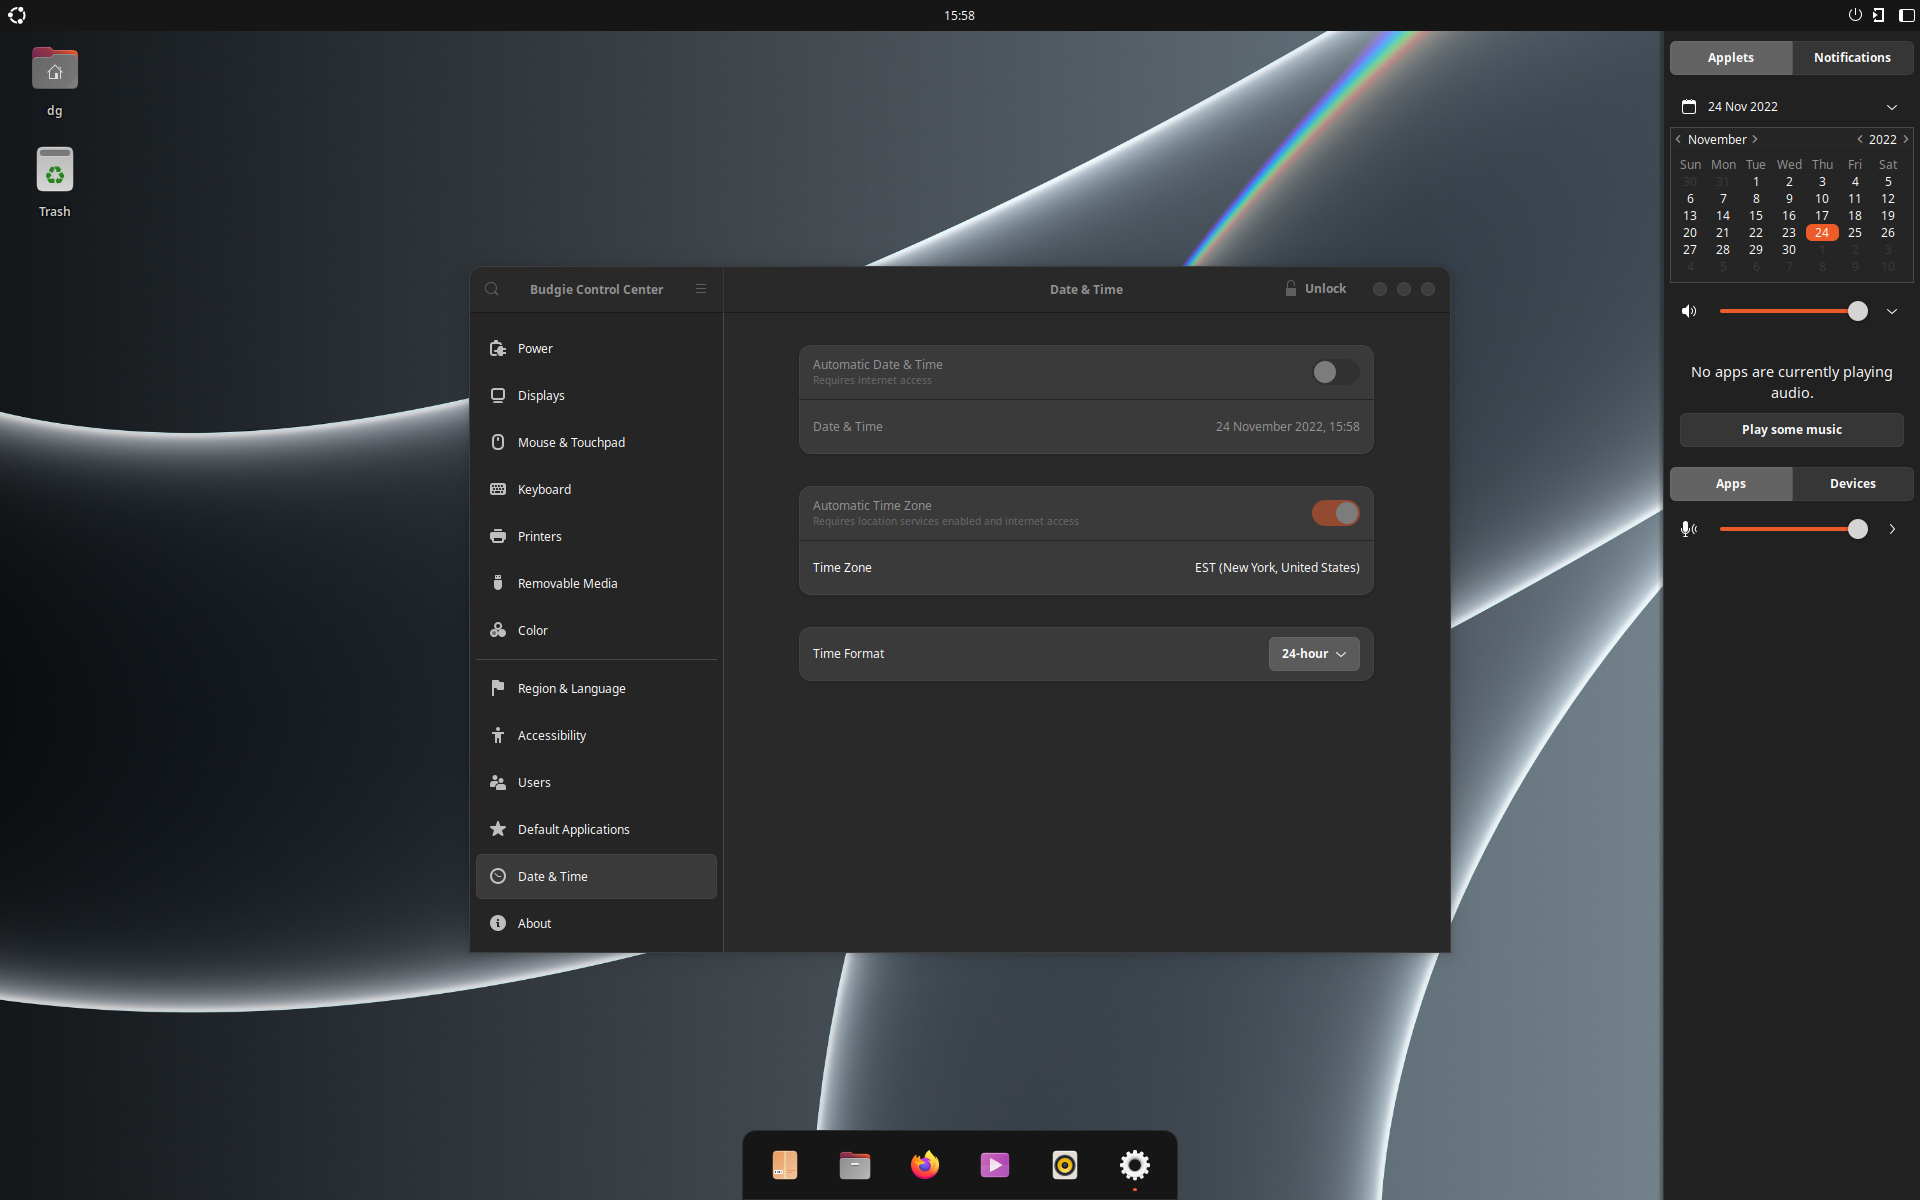 15:58
dg
Trash
Budgie Control Center
Date & Time
Unlock
Power
Displays
Mouse & Touchpad
Keyboard
Printers
Removable Media
Color
Region & Language
Accessibility
Users
Default Applications
Date & Time
About
Automatic Date & Time
Requires internet access
Date & Time 24 November 2022, 15:58
Automatic Time Zone
Requires location services enabled and internet access
Time Zone EST (New York, United States)
Time Format 24-hour
Applets Notifications
24 Nov 2022
November 2022
Sun Mon Tue Wed Thu Fri Sat
30 31 1 2 3 4 5
6 7 8 9 10 11 12
13 14 15 16 17 18 19
20 21 22 23 24 25 26
27 28 29 30 1 2 3
4 5 6 7 8 9 10
No apps are currently playing
audio.
Play some music
Apps Devices